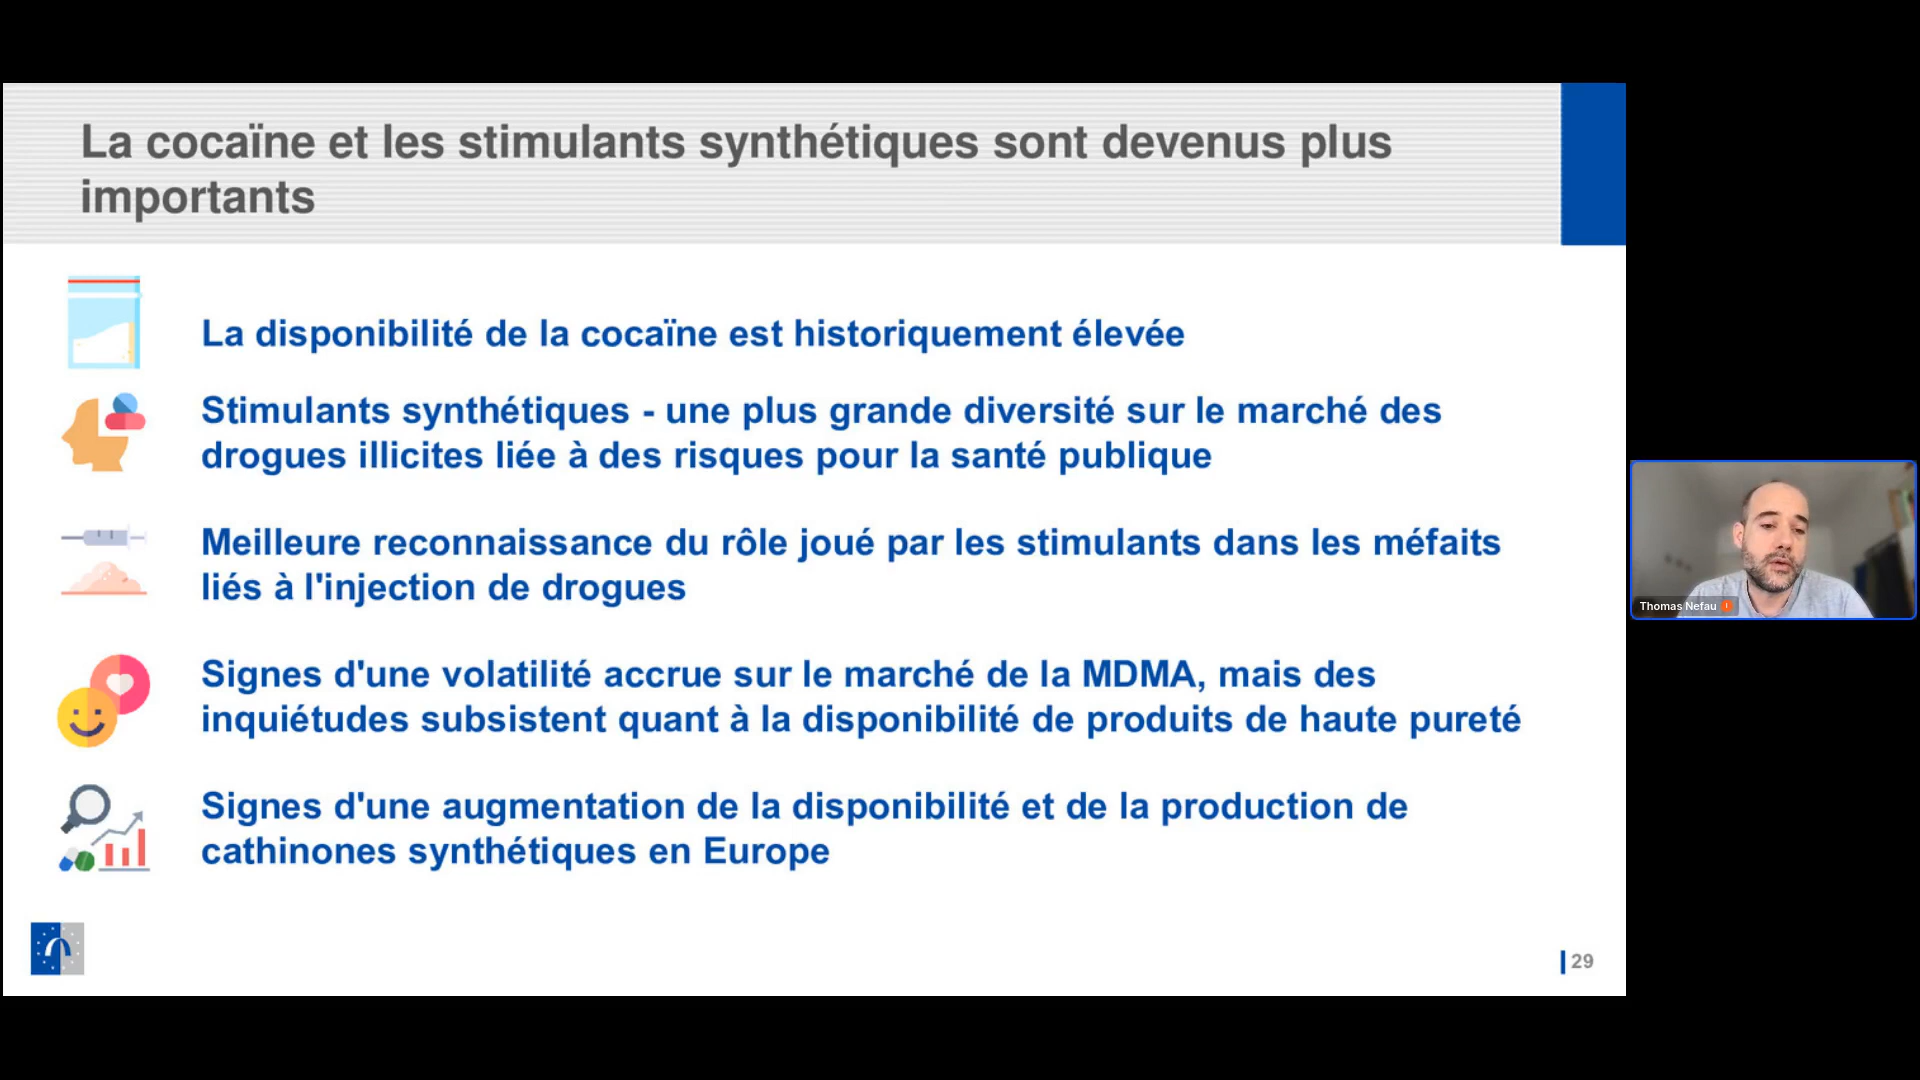 La cocaïne et les stimulants synthétiques sont devenus plus
importants
La disponibilité de la cocaïne est historiquement élevée
Stimulants synthétiques - une plus grande diversité sur le marché des
drogues illicites liée à des risques pour la santé publique
Meilleure reconnaissance du rôle joué par les stimulants dans les méfaits
liés à l'injection de drogues
Signes d'une volatilité accrue sur le marché de la MDMA, mais des
inquiétudes subsistent quant à la disponibilité de produits de haute pureté
Signes d'une augmentation de la disponibilité et de la production de
cathinones synthétiques en Europe
29
Thomas Nefau